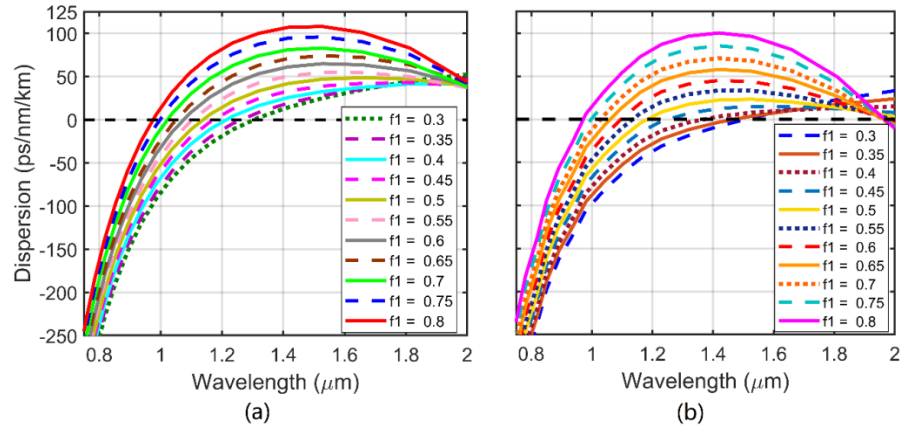 125
100
50
0
-50
-100
-150
-200
-250
0.8 1 1.2 1.4 1.6 1.8 2
Dispersion (ps/nm/km)
Wavelength (μm)
f1 = 0.3
f1 = 0.35
f1 = 0.4
f1 = 0.45
f1 = 0.5
f1 = 0.55
f1 = 0.6
f1 = 0.65
f1 = 0.7
f1 = 0.75
f1 = 0.8
(a)
0.8 1 1.2 1.4 1.6 1.8 2
Wavelength (μm)
f1 = 0.3
f1 = 0.35
f1 = 0.4
f1 = 0.45
f1 = 0.5
f1 = 0.55
f1 = 0.6
f1 = 0.65
f1 = 0.7
f1 = 0.75
f1 = 0.8
(b)